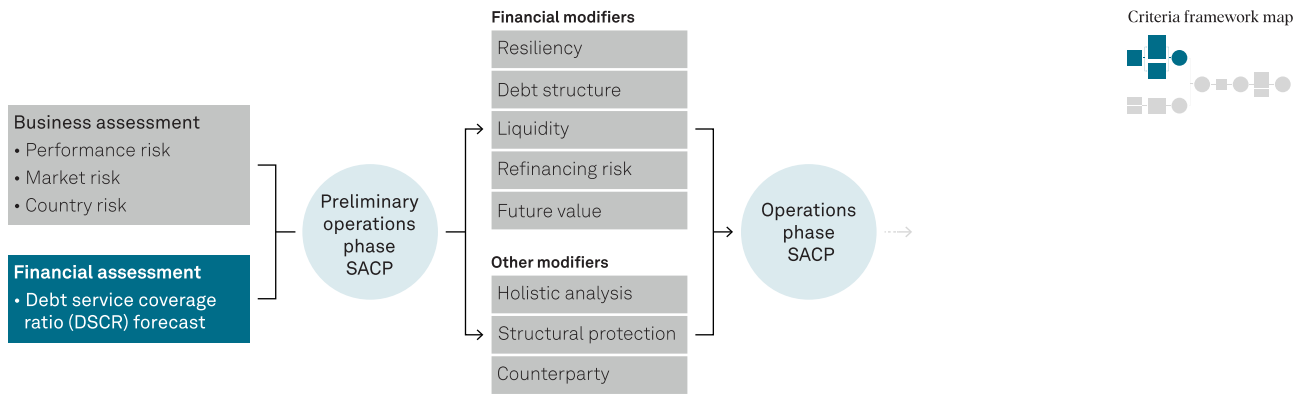 Criteria framework map
Business assessment
• Performance risk
• Market risk
• Country risk
Financial assessment
• Debt service coverage
ratio (DSCR) forecast
Preliminary
operations
phase
SACP
Financial modifiers
Resiliency
Debt structure
Liquidity
Refinancing risk
Future value
Other modifiers
Holistic analysis
Structural protection
Counterparty
Operations
phase
SACP